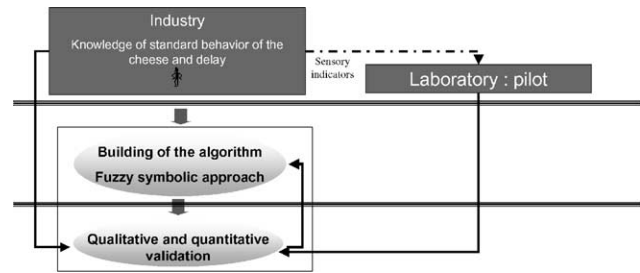 Industry
Knowledge of standard behavior of the
cheese and delay
Sensory
indicators
Laboratory : pilot
Building of the algorithm
Fuzzy symbolic approach
Qualitative and quantitative
validation